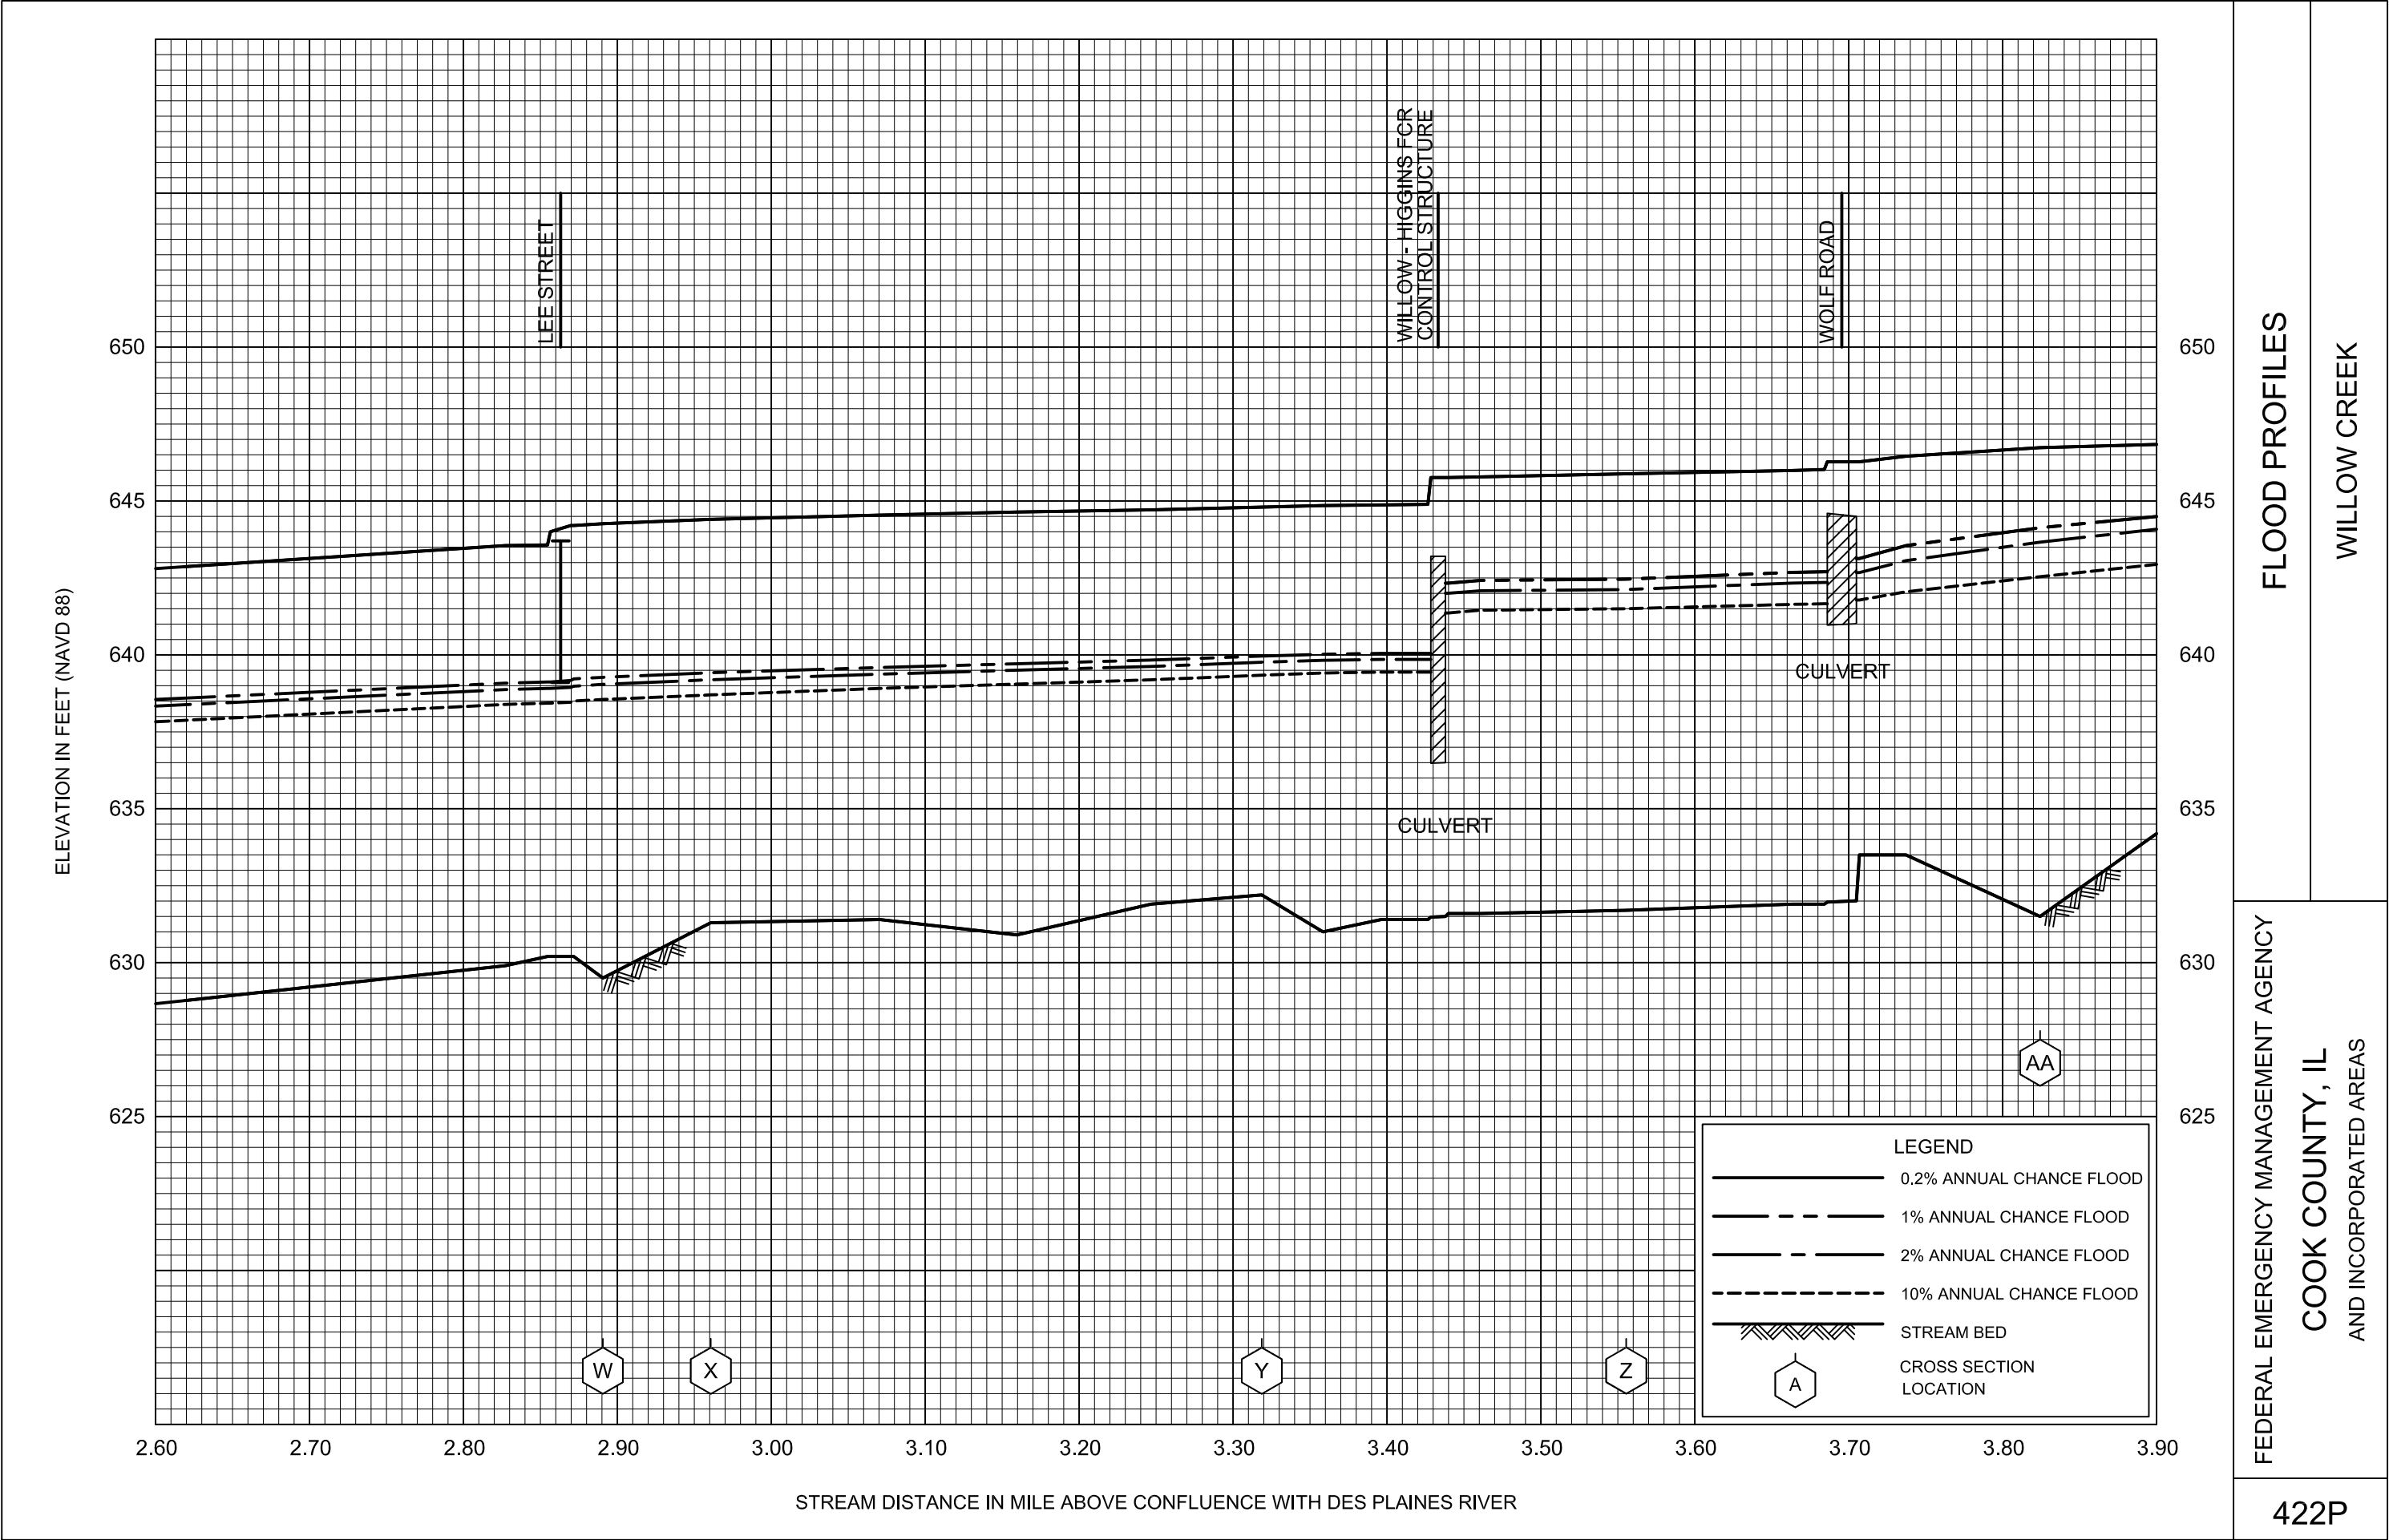 LEE STREET
WILLOW - HIGGINS FCR
CONTROL STRUCTURE
WOLF ROAD
650
645
640
635
630
625
650
645
640
635
630
625
ELEVATION IN FEET (NAVD 88)
CULVERT
CULVERT
W
X
Y
Z
AA
LEGEND
0.2% ANNUAL CHANCE FLOOD
1% ANNUAL CHANCE FLOOD
2% ANNUAL CHANCE FLOOD
10% ANNUAL CHANCE FLOOD
STREAM BED
A
CROSS SECTION
LOCATION
2.60 2.70 2.80 2.90 3.00 3.10 3.20 3.30 3.40 3.50 3.60 3.70 3.80 3.90
STREAM DISTANCE IN MILE ABOVE CONFLUENCE WITH DES PLAINES RIVER
FLOOD PROFILES
WILLOW CREEK
FEDERAL EMERGENCY MANAGEMENT AGENCY
COOK COUNTY, IL
AND INCORPORATED AREAS
422P